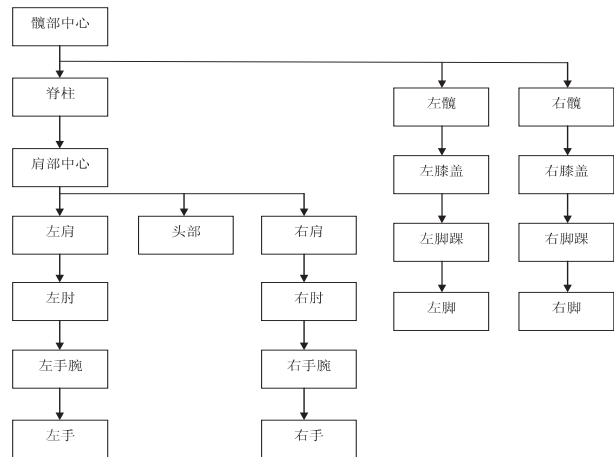 髋部中心
脊柱
左髋
右髋
肩部中心
左膝盖
右膝盖
左肩
头部
右肩
左脚踝
右脚踝
左肘
右肘
左脚
右脚
左手腕
右手腕
左手
右手